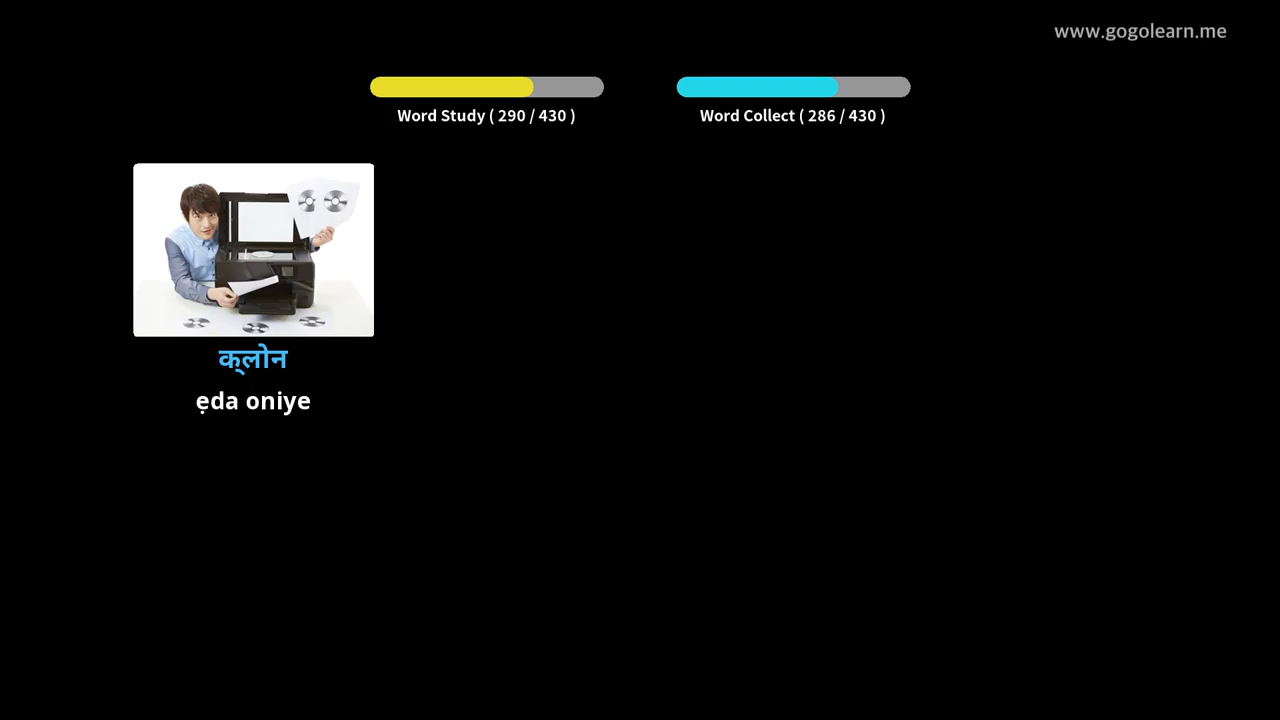 www.gogolearn.me
Word Study ( 290 / 430 )
Word Collect ( 286 / 430 )
क्लोन
ẹda oniye